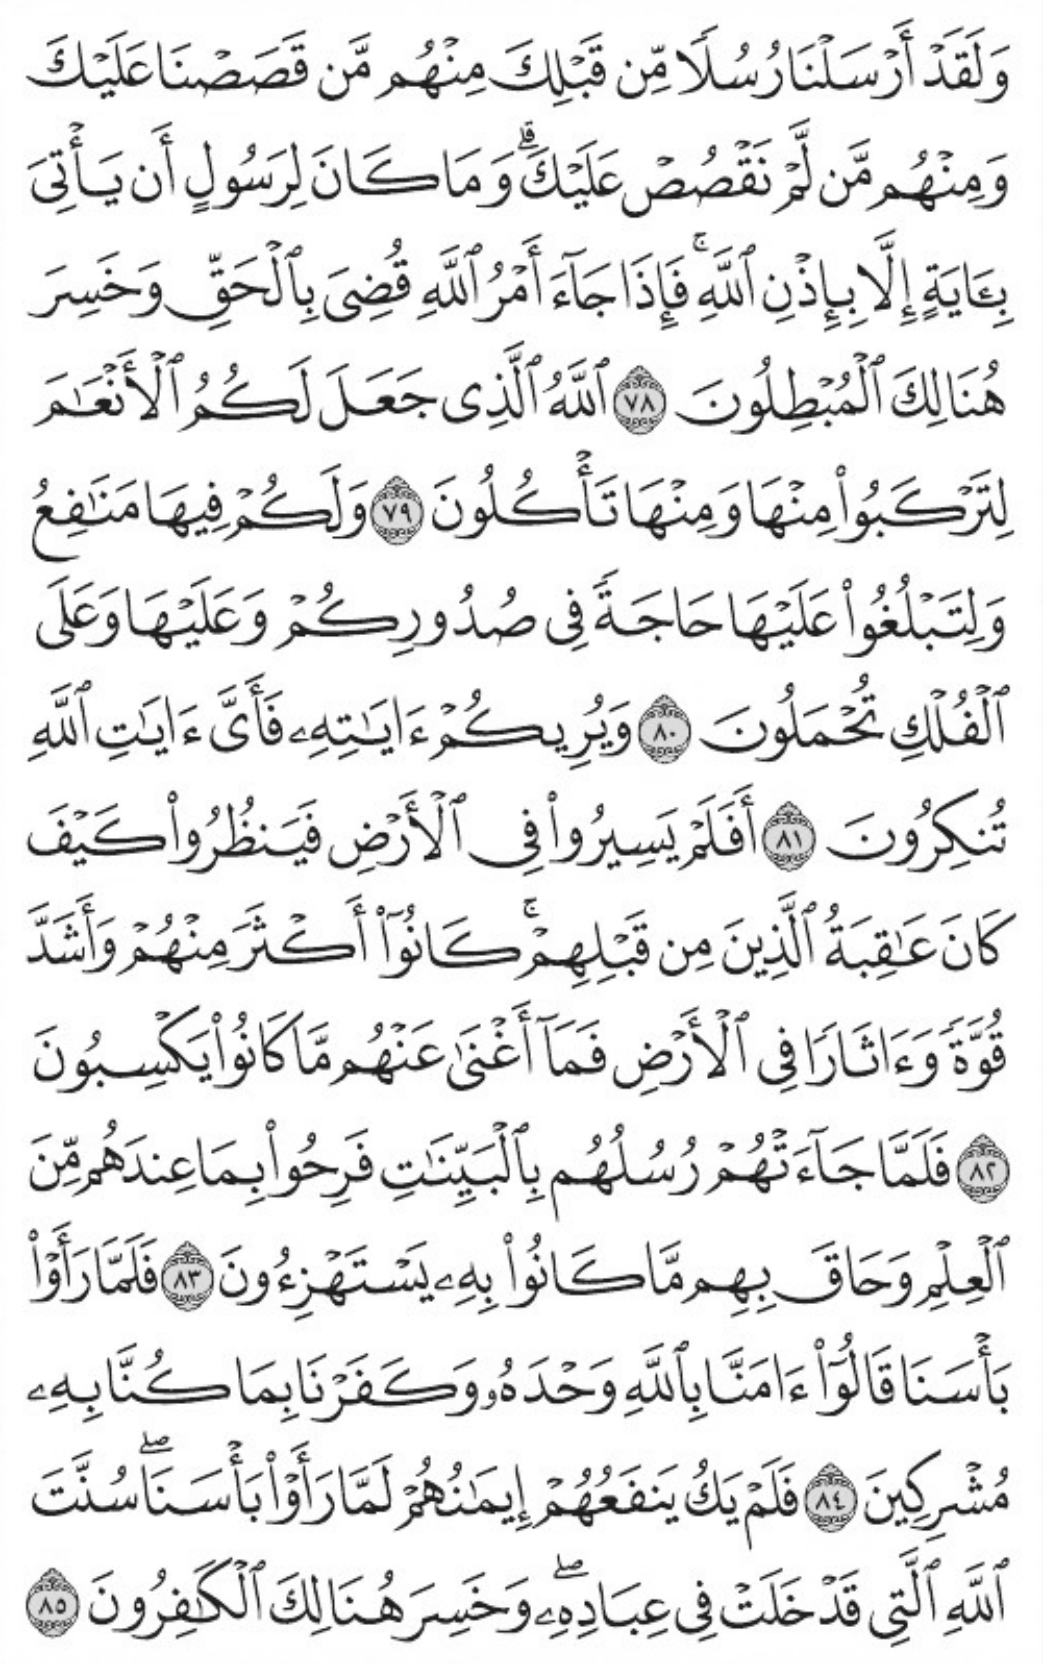 وَلَقَدْ أَرْسَلْنَا رُسُلًا مِّن قَبْلِكَ مِنْهُم مَّن قَصَصْنَا عَلَيْكَ
وَمِنْهُم مَّن لَّمْ نَقْصُصْ عَلَيْكَ ۗ وَمَا كَانَ لِرَسُولٍ أَن يَأْتِىَ
بِـَٔايَةٍ إِلَّا بِإِذْنِ ٱللَّهِ ۚ فَإِذَا جَآءَ أَمْرُ ٱللَّهِ قُضِىَ بِٱلْحَقِّ وَخَسِرَ
هُنَالِكَ ٱلْمُبْطِلُونَ ٧٨ ٱللَّهُ ٱلَّذِى جَعَلَ لَكُمُ ٱلْأَنْعَـٰمَ
لِتَرْكَبُوا۟ مِنْهَا وَمِنْهَا تَأْكُلُونَ ٧٩ وَلَكُمْ فِيهَا مَنَـٰفِعُ
وَلِتَبْلُغُوا۟ عَلَيْهَا حَاجَةً فِى صُدُورِكُمْ وَعَلَيْهَا وَعَلَى
ٱلْفُلْكِ تُحْمَلُونَ ٨٠ وَيُرِيكُمْ ءَايَـٰتِهِۦ فَأَىَّ ءَايَـٰتِ ٱللَّهِ
تُنكِرُونَ ٨١ أَفَلَمْ يَسِيرُوا۟ فِى ٱلْأَرْضِ فَيَنظُرُوا۟ كَيْفَ
كَانَ عَـٰقِبَةُ ٱلَّذِينَ مِن قَبْلِهِمْ ۚ كَانُوٓا۟ أَكْثَرَ مِنْهُمْ وَأَشَدَّ
قُوَّةً وَءَاثَارًا فِى ٱلْأَرْضِ فَمَآ أَغْنَىٰ عَنْهُم مَّا كَانُوا۟ يَكْسِبُونَ
٨٢ فَلَمَّا جَآءَتْهُمْ رُسُلُهُم بِٱلْبَيِّنَـٰتِ فَرِحُوا۟ بِمَا عِندَهُم مِّنَ
ٱلْعِلْمِ وَحَاقَ بِهِم مَّا كَانُوا۟ بِهِۦ يَسْتَهْزِءُونَ ٨٣ فَلَمَّا رَأَوْا۟
بَأْسَنَا قَالُوٓا۟ ءَامَنَّا بِٱللَّهِ وَحْدَهُۥ وَكَفَرْنَا بِمَا كُنَّا بِهِۦ
مُشْرِكِينَ ٨٤ فَلَمْ يَكُ يَنفَعُهُمْ إِيمَـٰنُهُمْ لَمَّا رَأَوْا۟ بَأْسَنَا ۖ سُنَّتَ
ٱللَّهِ ٱلَّتِى قَدْ خَلَتْ فِى عِبَادِهِۦ ۖ وَخَسِرَ هُنَالِكَ ٱلْكَـٰفِرُونَ ٨٥